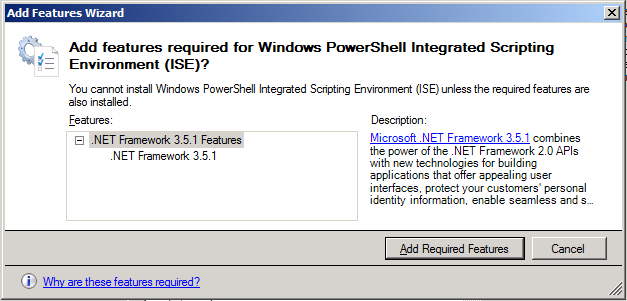 Add Features Wizard
Add features required for Windows PowerShell Integrated Scripting
Environment (ISE)?
You cannot install Windows PowerShell Integrated Scripting Environment (ISE) unless the required features are
also installed.
Features:
.NET Framework 3.5.1 Features
.NET Framework 3.5.1
Description:
Microsoft .NET Framework 3.5.1 combines
the power of the .NET Framework 2.0 APIs
with new technologies for building
applications that offer appealing user
interfaces, protect your customers' personal
identity information, enable seamless and s...
Add Required Features
Cancel
Why are these features required?